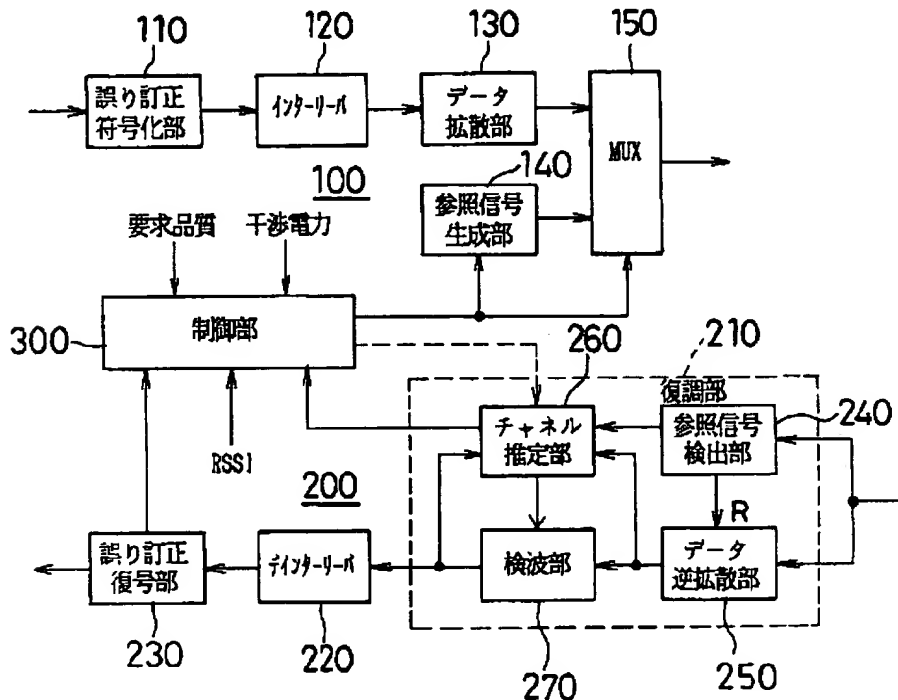 110
120
130
150
誤り訂正
符号化部
インターリーバ
データ
拡散部
MUX
100
140
参照信号
生成部
要求品質
干渉電力
制御部
300
260
210
復調部
チャネル
推定部
参照信号
検出部
240
RSSI
200
R
誤り訂正
復号部
デインターリーバ
検波部
データ
逆拡散部
230
220
270
250